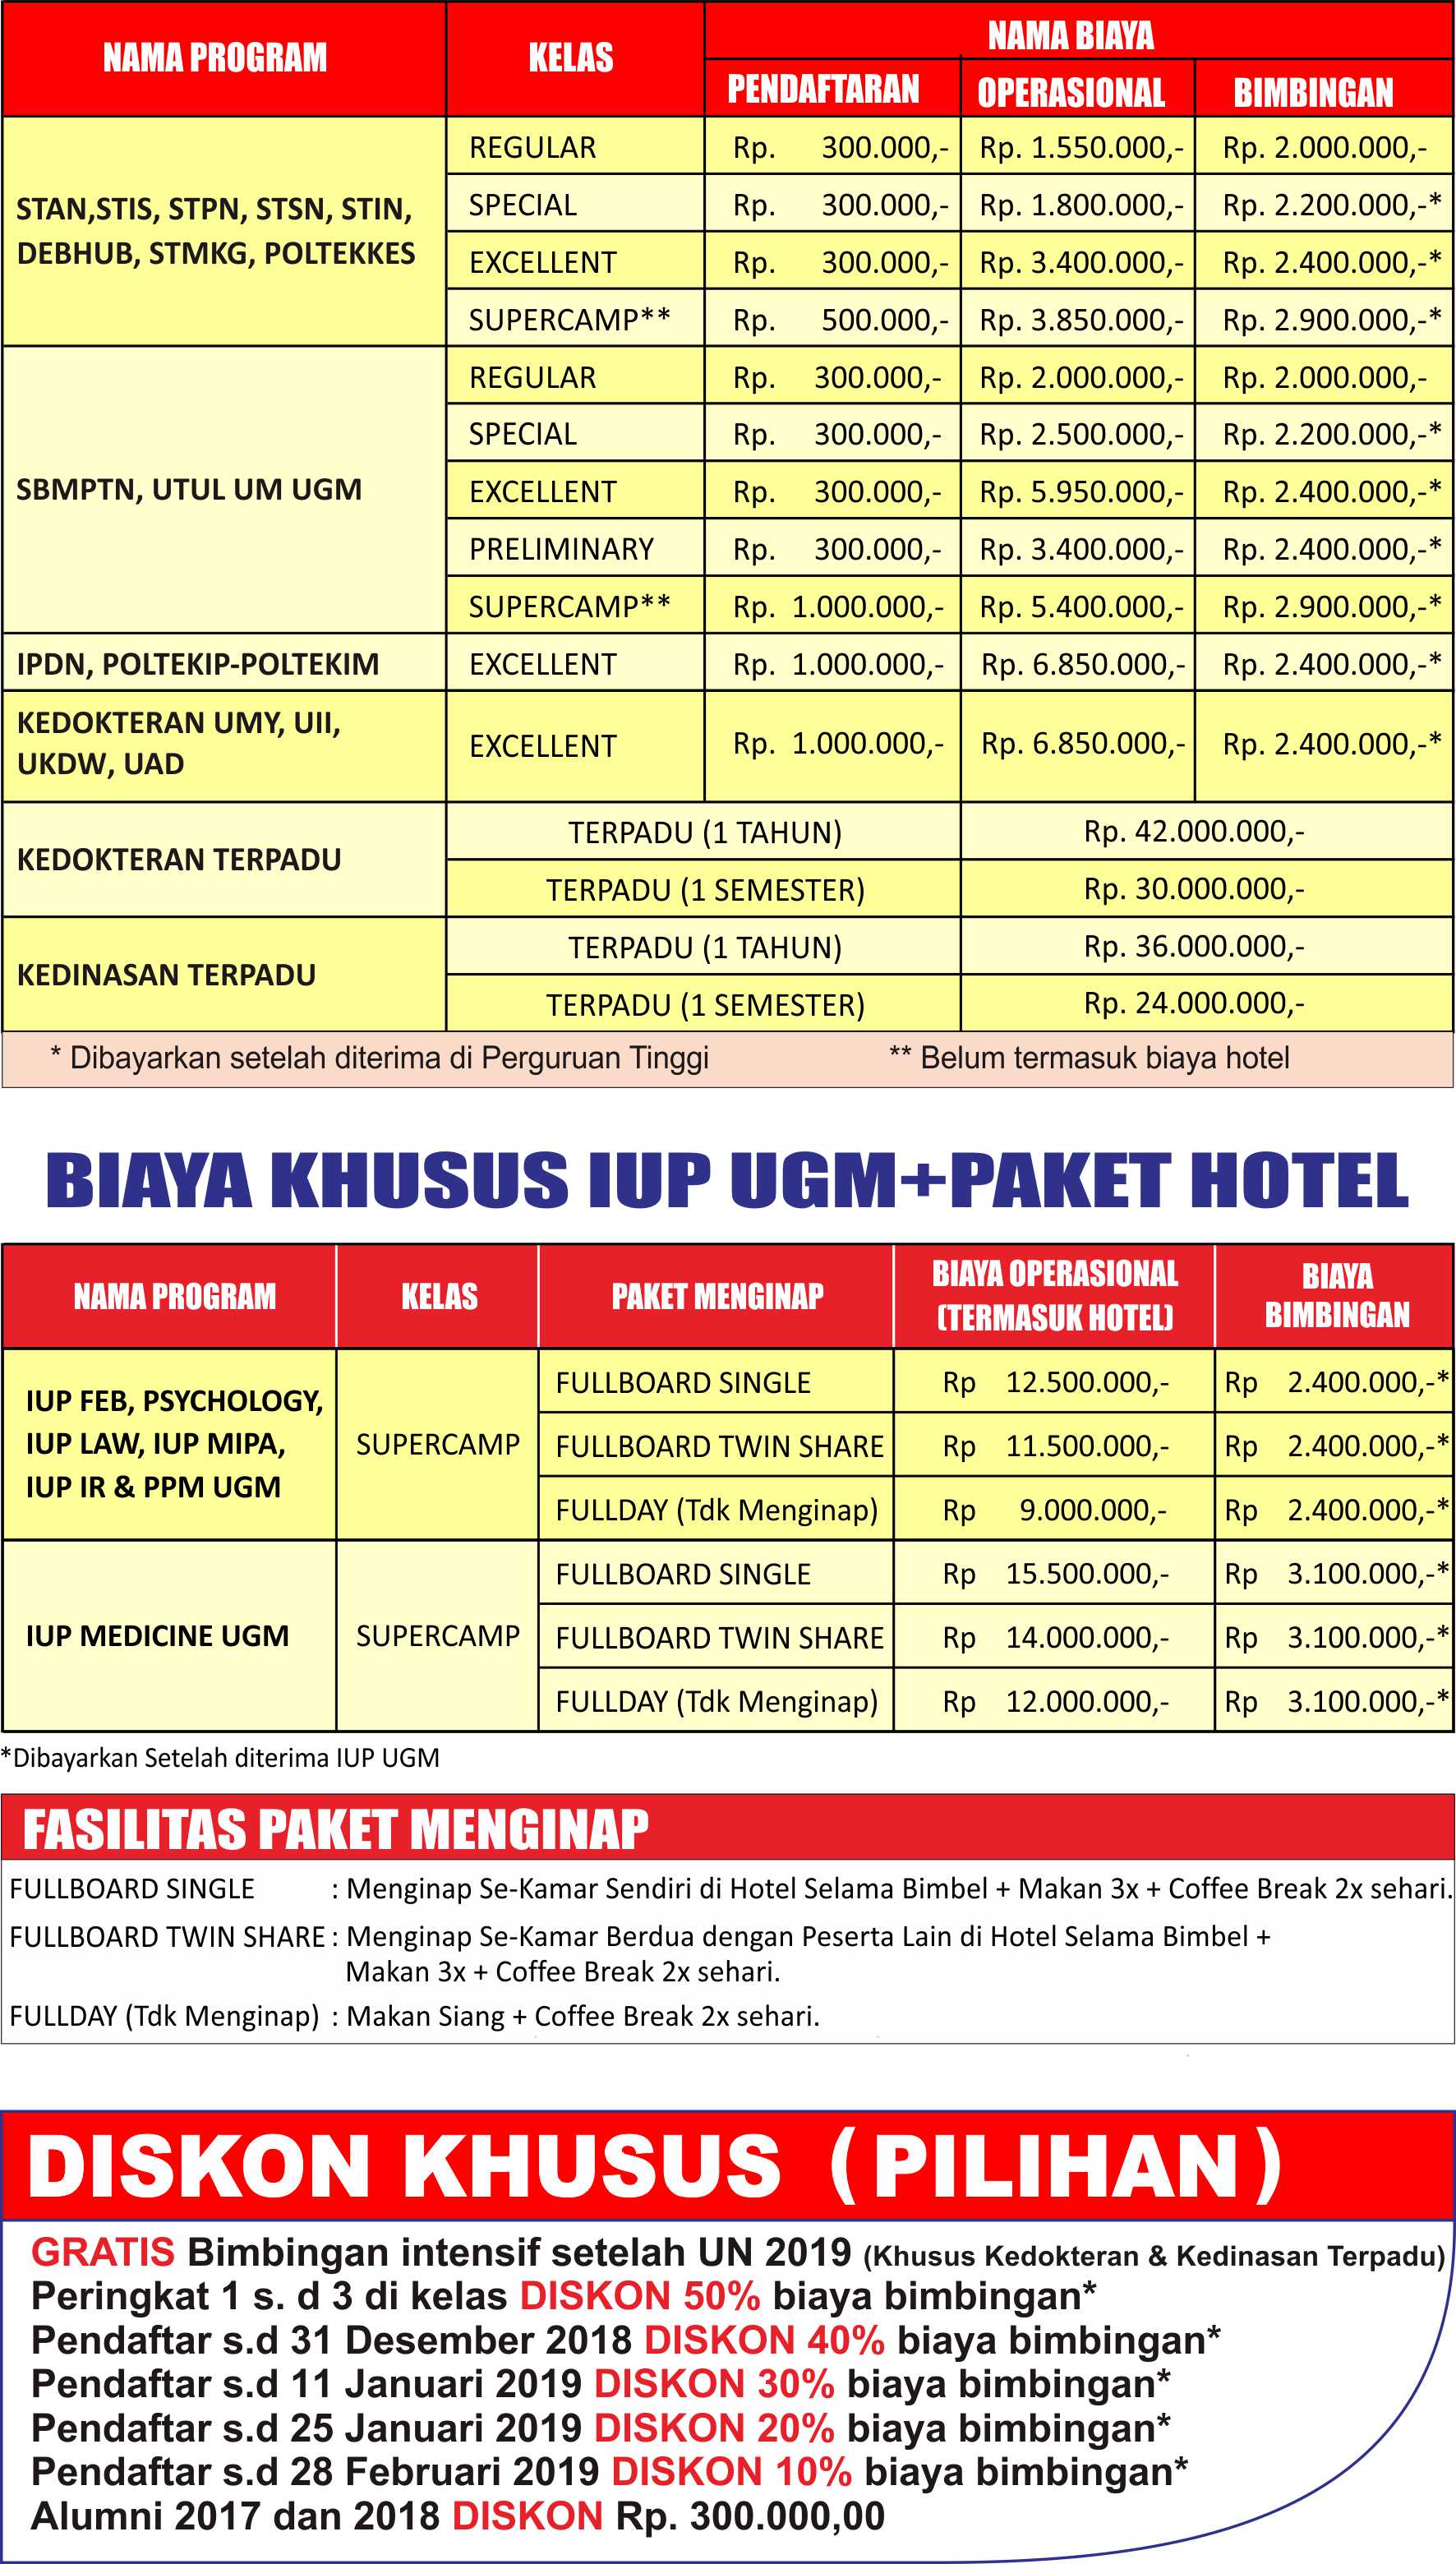 NAMA PROGRAM KELAS NAMA BIAYA
PENDAFTARAN OPERASIONAL BIMBINGAN
STAN,STIS, STPN, STSN, STIN,
DEBHUB, STMKG, POLTEKKES
REGULAR Rp. 300.000,- Rp. 1.550.000,- Rp. 2.000.000,-
SPECIAL Rp. 300.000,- Rp. 1.800.000,- Rp. 2.200.000,-*
EXCELLENT Rp. 300.000,- Rp. 3.400.000,- Rp. 2.400.000,-*
SUPERCAMP** Rp. 500.000,- Rp. 3.850.000,- Rp. 2.900.000,-*
SBMPTN, UTUL UM UGM
REGULAR Rp. 300.000,- Rp. 2.000.000,- Rp. 2.000.000,-
SPECIAL Rp. 300.000,- Rp. 2.500.000,- Rp. 2.200.000,-*
EXCELLENT Rp. 300.000,- Rp. 5.950.000,- Rp. 2.400.000,-*
PRELIMINARY Rp. 300.000,- Rp. 3.400.000,- Rp. 2.400.000,-*
SUPERCAMP** Rp. 1.000.000,- Rp. 5.400.000,- Rp. 2.900.000,-*
IPDN, POLTEKIP-POLTEKIM EXCELLENT Rp. 1.000.000,- Rp. 6.850.000,- Rp. 2.400.000,-*
KEDOKTERAN UMY, UII,
UKDW, UAD
EXCELLENT Rp. 1.000.000,- Rp. 6.850.000,- Rp. 2.400.000,-*
KEDOKTERAN TERPADU
TERPADU (1 TAHUN) Rp. 42.000.000,-
TERPADU (1 SEMESTER) Rp. 30.000.000,-
KEDINASAN TERPADU
TERPADU (1 TAHUN) Rp. 36.000.000,-
TERPADU (1 SEMESTER) Rp. 24.000.000,-
* Dibayarkan setelah diterima di Perguruan Tinggi ** Belum termasuk biaya hotel
BIAYA KHUSUS IUP UGM+PAKET HOTEL
NAMA PROGRAM KELAS PAKET MENGINAP BIAYA OPERASIONAL
(TERMASUK HOTEL)
BIAYA
BIMBINGAN
IUP FEB, PSYCHOLOGY,
IUP LAW, IUP MIPA,
IUP IR & PPM UGM
SUPERCAMP
FULLBOARD SINGLE Rp 12.500.000,- Rp 2.400.000,-*
FULLBOARD TWIN SHARE Rp 11.500.000,- Rp 2.400.000,-*
FULLDAY (Tdk Menginap) Rp 9.000.000,- Rp 2.400.000,-*
IUP MEDICINE UGM
SUPERCAMP
FULLBOARD SINGLE Rp 15.500.000,- Rp 3.100.000,-*
FULLBOARD TWIN SHARE Rp 14.000.000,- Rp 3.100.000,-*
FULLDAY (Tdk Menginap) Rp 12.000.000,- Rp 3.100.000,-*
*Dibayarkan Setelah diterima IUP UGM
FASILITAS PAKET MENGINAP
FULLBOARD SINGLE : Menginap Se-Kamar Sendiri di Hotel Selama Bimbel + Makan 3x + Coffee Break 2x sehari.
FULLBOARD TWIN SHARE : Menginap Se-Kamar Berdua dengan Peserta Lain di Hotel Selama Bimbel +
Makan 3x + Coffee Break 2x sehari.
FULLDAY (Tdk Menginap) : Makan Siang + Coffee Break 2x sehari.
DISKON KHUSUS (PILIHAN)
GRATIS Bimbingan intensif setelah UN 2019 (Khusus Kedokteran & Kedinasan Terpadu)
Peringkat 1 s. d 3 di kelas DISKON 50% biaya bimbingan*
Pendaftar s.d 31 Desember 2018 DISKON 40% biaya bimbingan*
Pendaftar s.d 11 Januari 2019 DISKON 30% biaya bimbingan*
Pendaftar s.d 25 Januari 2019 DISKON 20% biaya bimbingan*
Pendaftar s.d 28 Februari 2019 DISKON 10% biaya bimbingan*
Alumni 2017 dan 2018 DISKON Rp. 300.000,00